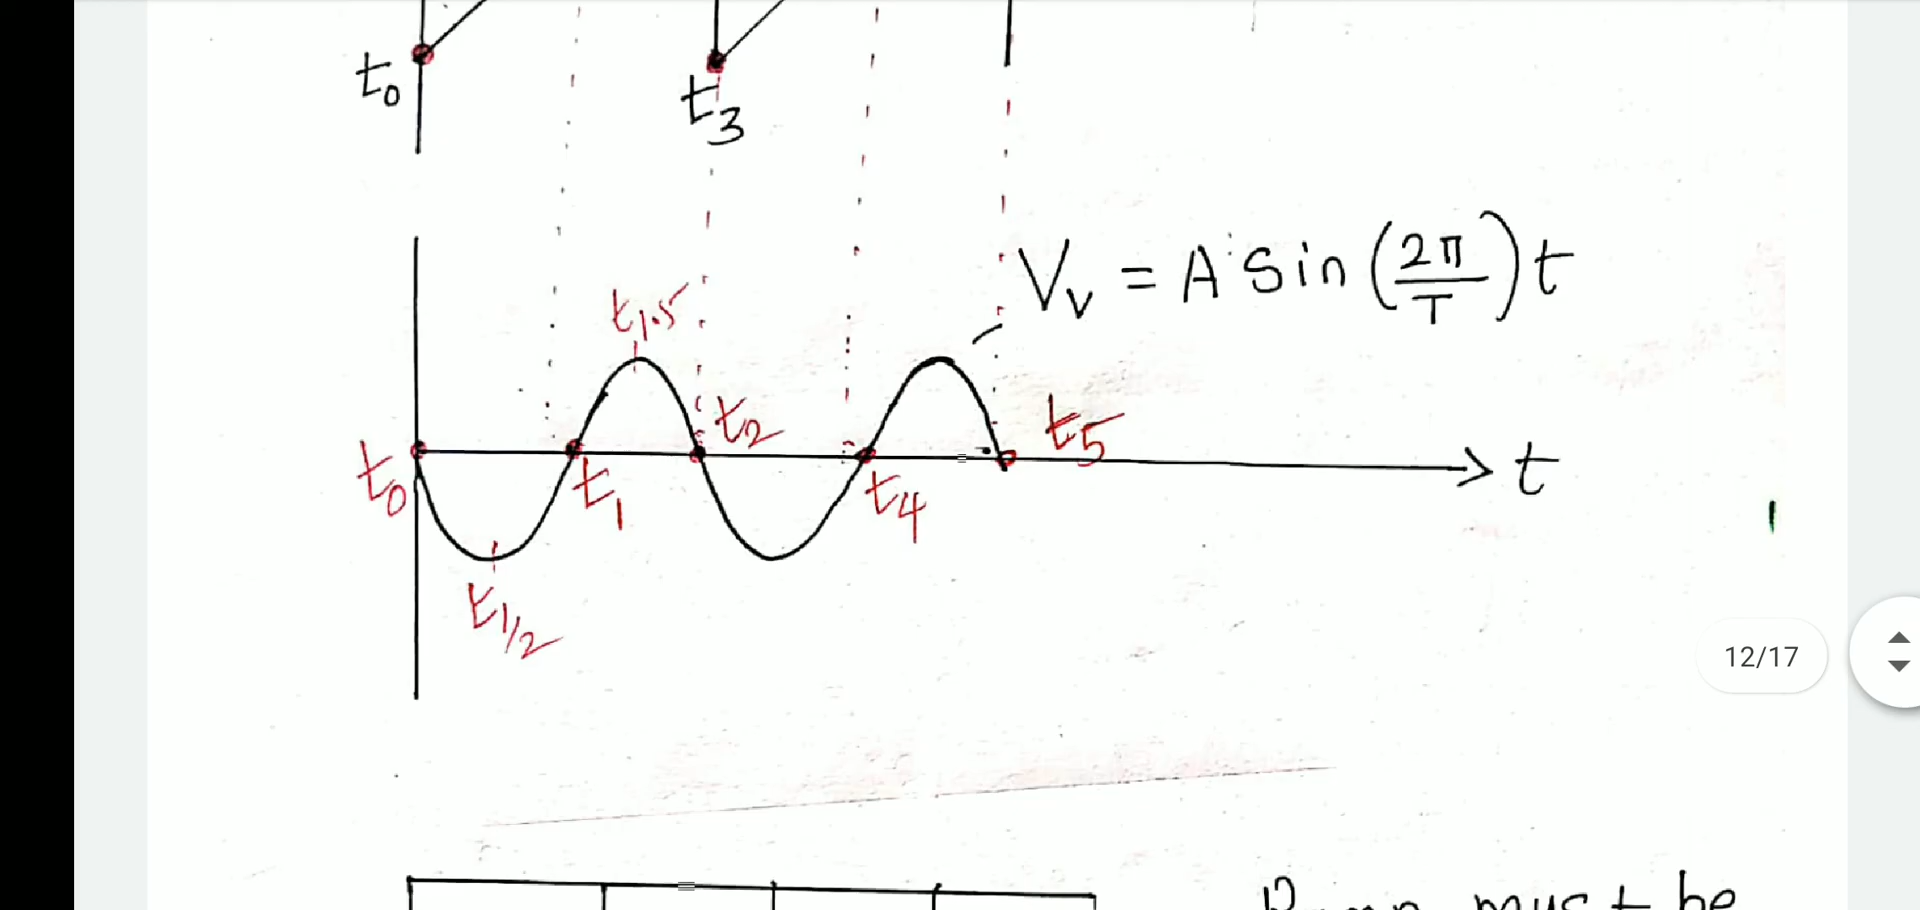 t₀
t₃
Vᵥ = A Sin (2π/T) t
t₁.₅
t₂
t₅
t₀
t₁
t₄
t
t₁/₂
12/17
must be